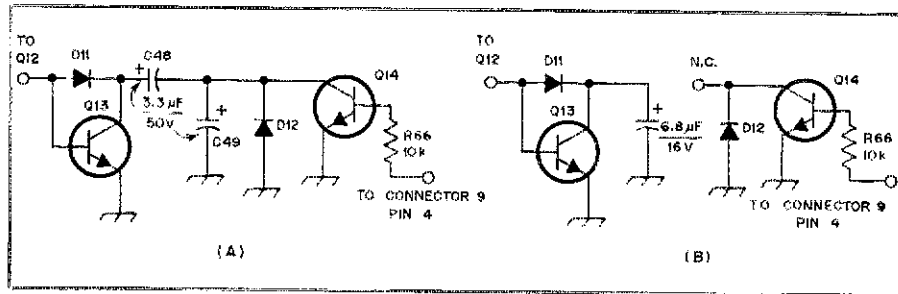 TO
Q12
D11
C48
+
Q13
3.3 µF
50V
+
C49
D12
Q14
R66
10k
TO CONNECTOR 9
PIN 4
(A)
TO
Q12
D11
Q13
+
6.8 µF
16V
N.C.
D12
Q14
R66
10k
TO CONNECTOR 9
PIN 4
(B)